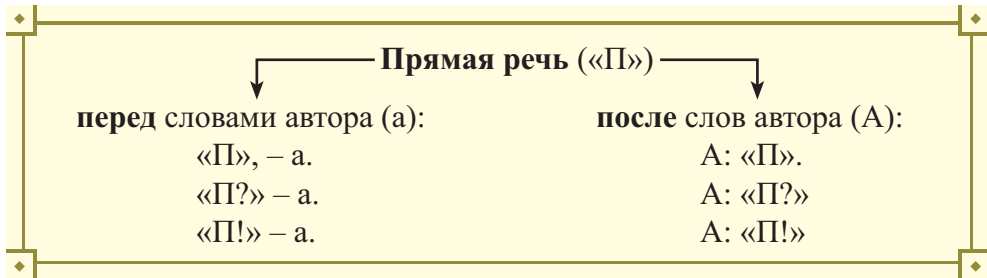 Прямая речь («П»)
перед словами автора (а):
«П», – а.
«П?» – а.
«П!» – а.
после слов автора (А):
А: «П».
А: «П?»
А: «П!»